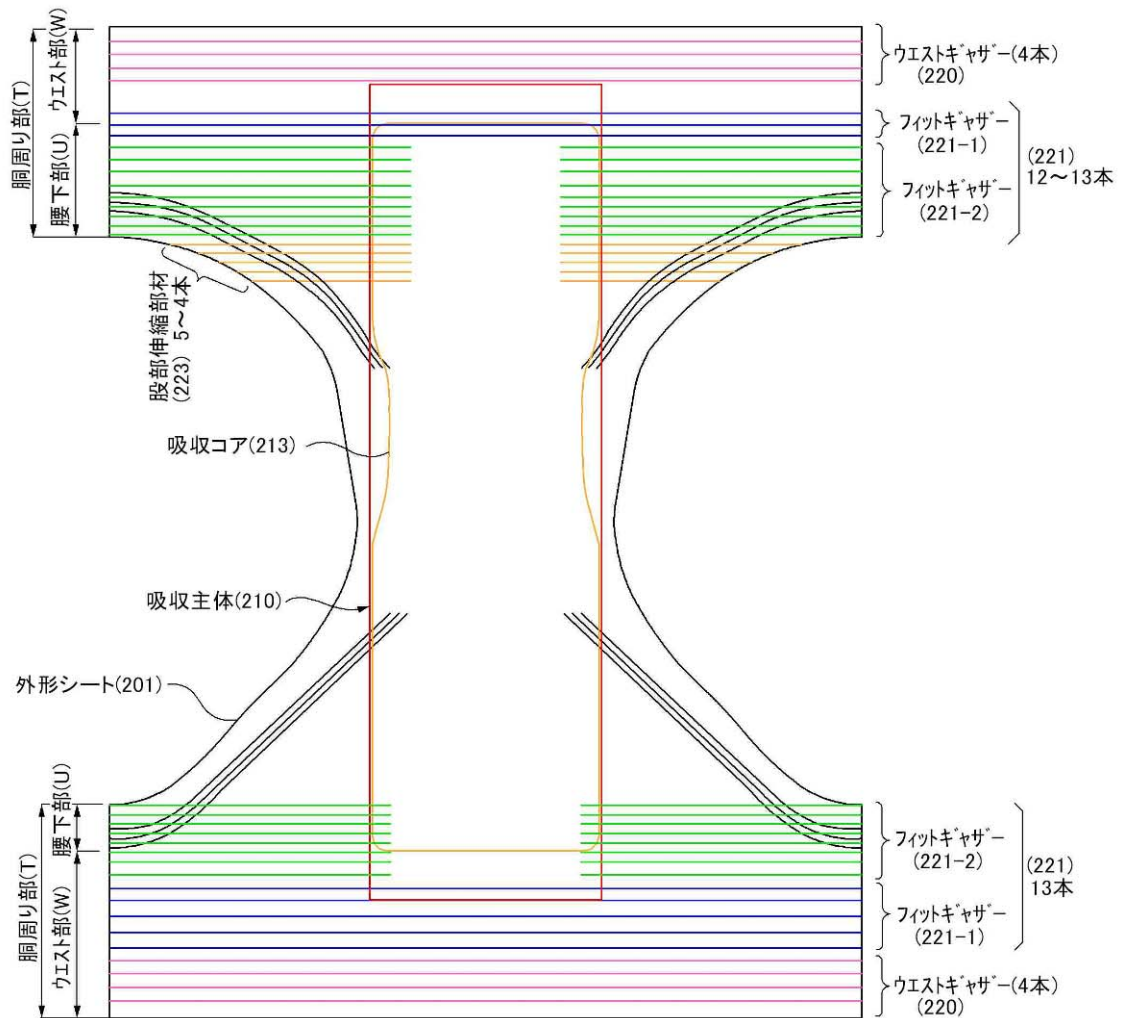 ウエスト部(W)
胴周り部(T)
腰下部(U)
ウエストギャザー(4本)
(220)
フィットギャザー
(221-1)
フィットギャザー
(221-2)
(221)
12～13本
股部伸縮部材
(223) 5～4本
吸収コア(213)
吸収主体(210)
外形シート(201)
腰下部(U)
胴周り部(T)
ウエスト部(W)
フィットギャザー
(221-2)
(221)
13本
フィットギャザー
(221-1)
ウエストギャザー(4本)
(220)